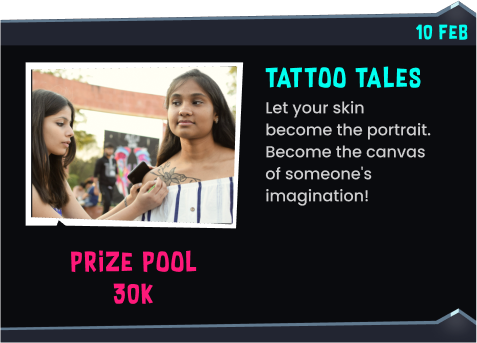 10 FEB
TATTOO TALES
Let your skin
become the portrait.
Become the canvas
of someone's
imagination!
PRiZE POOL
30K